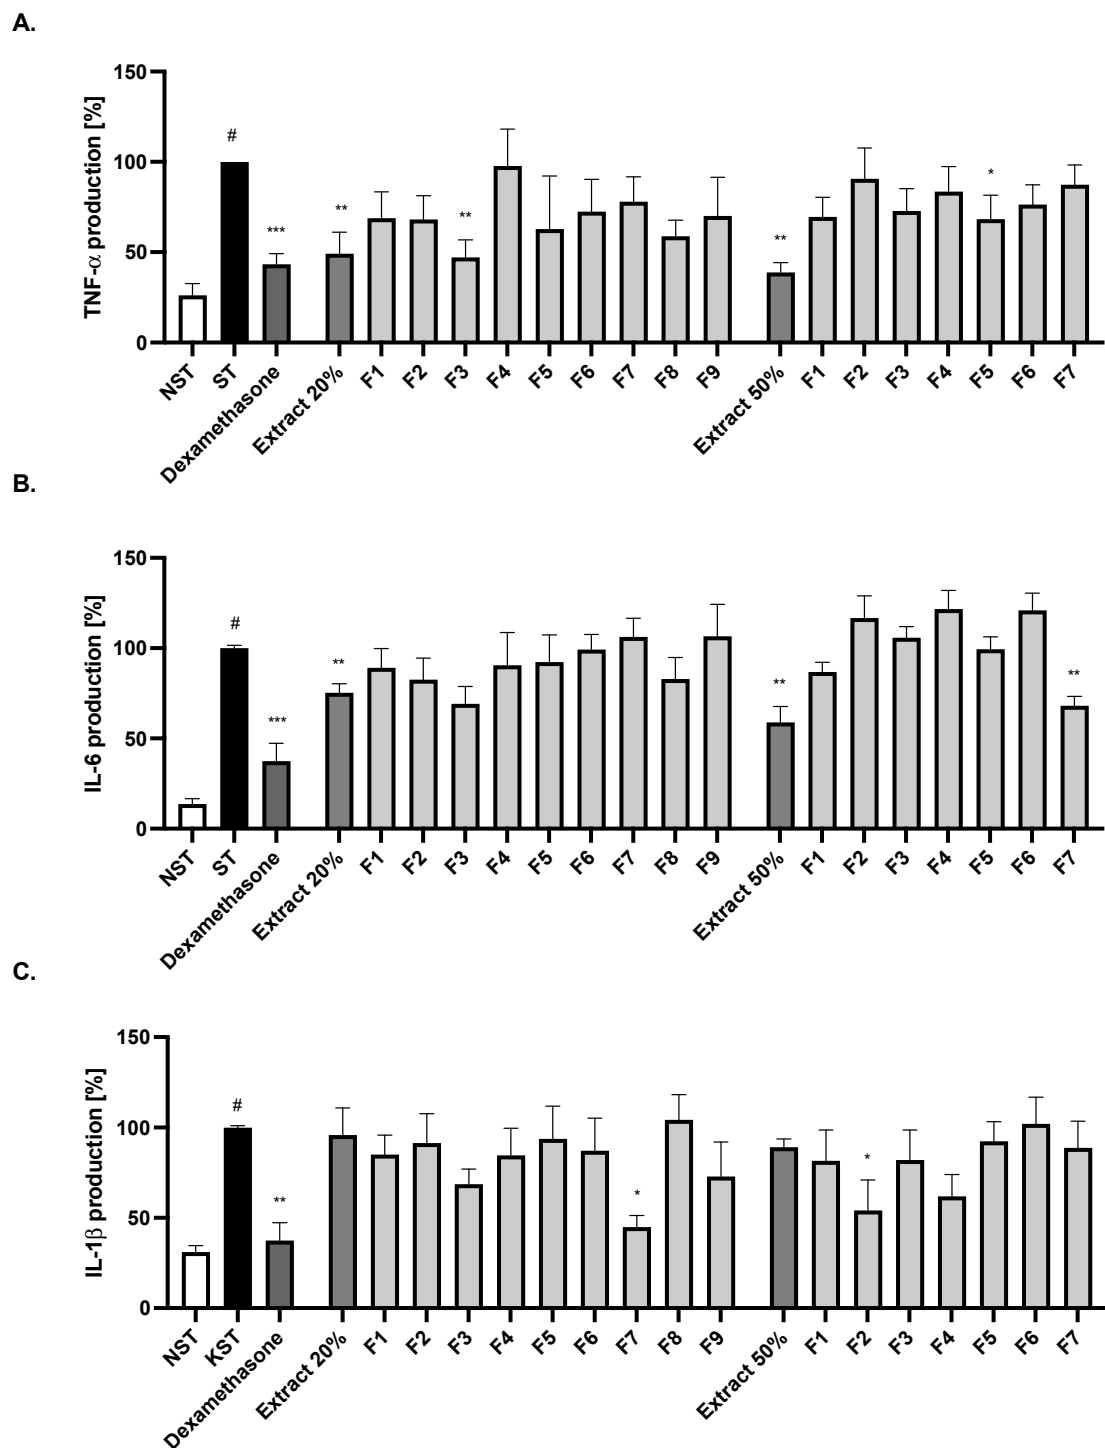 A.
TNF-α production [%]
150
100
50
0
#
***
**
**
**
*
NST
ST
Dexamethasone
Extract 20%
F1
F2
F3
F4
F5
F6
F7
F8
F9
Extract 50%
F1
F2
F3
F4
F5
F6
F7
B.
IL-6 production [%]
150
100
50
0
#
***
**
**
**
NST
ST
Dexamethasone
Extract 20%
F1
F2
F3
F4
F5
F6
F7
F8
F9
Extract 50%
F1
F2
F3
F4
F5
F6
F7
C.
IL-1β production [%]
150
100
50
0
#
**
*
*
NST
KST
Dexamethasone
Extract 20%
F1
F2
F3
F4
F5
F6
F7
F8
F9
Extract 50%
F1
F2
F3
F4
F5
F6
F7